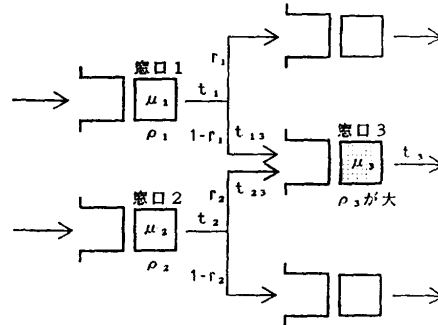 r₁
窓口1
μ₁
t₁
ρ₁
1-r₁
t₁₃
窓口3
μ₃
t₃
ρ₃が大
窓口2
μ₂
r₂
t₂₃
t₂
ρ₂
1-r₂